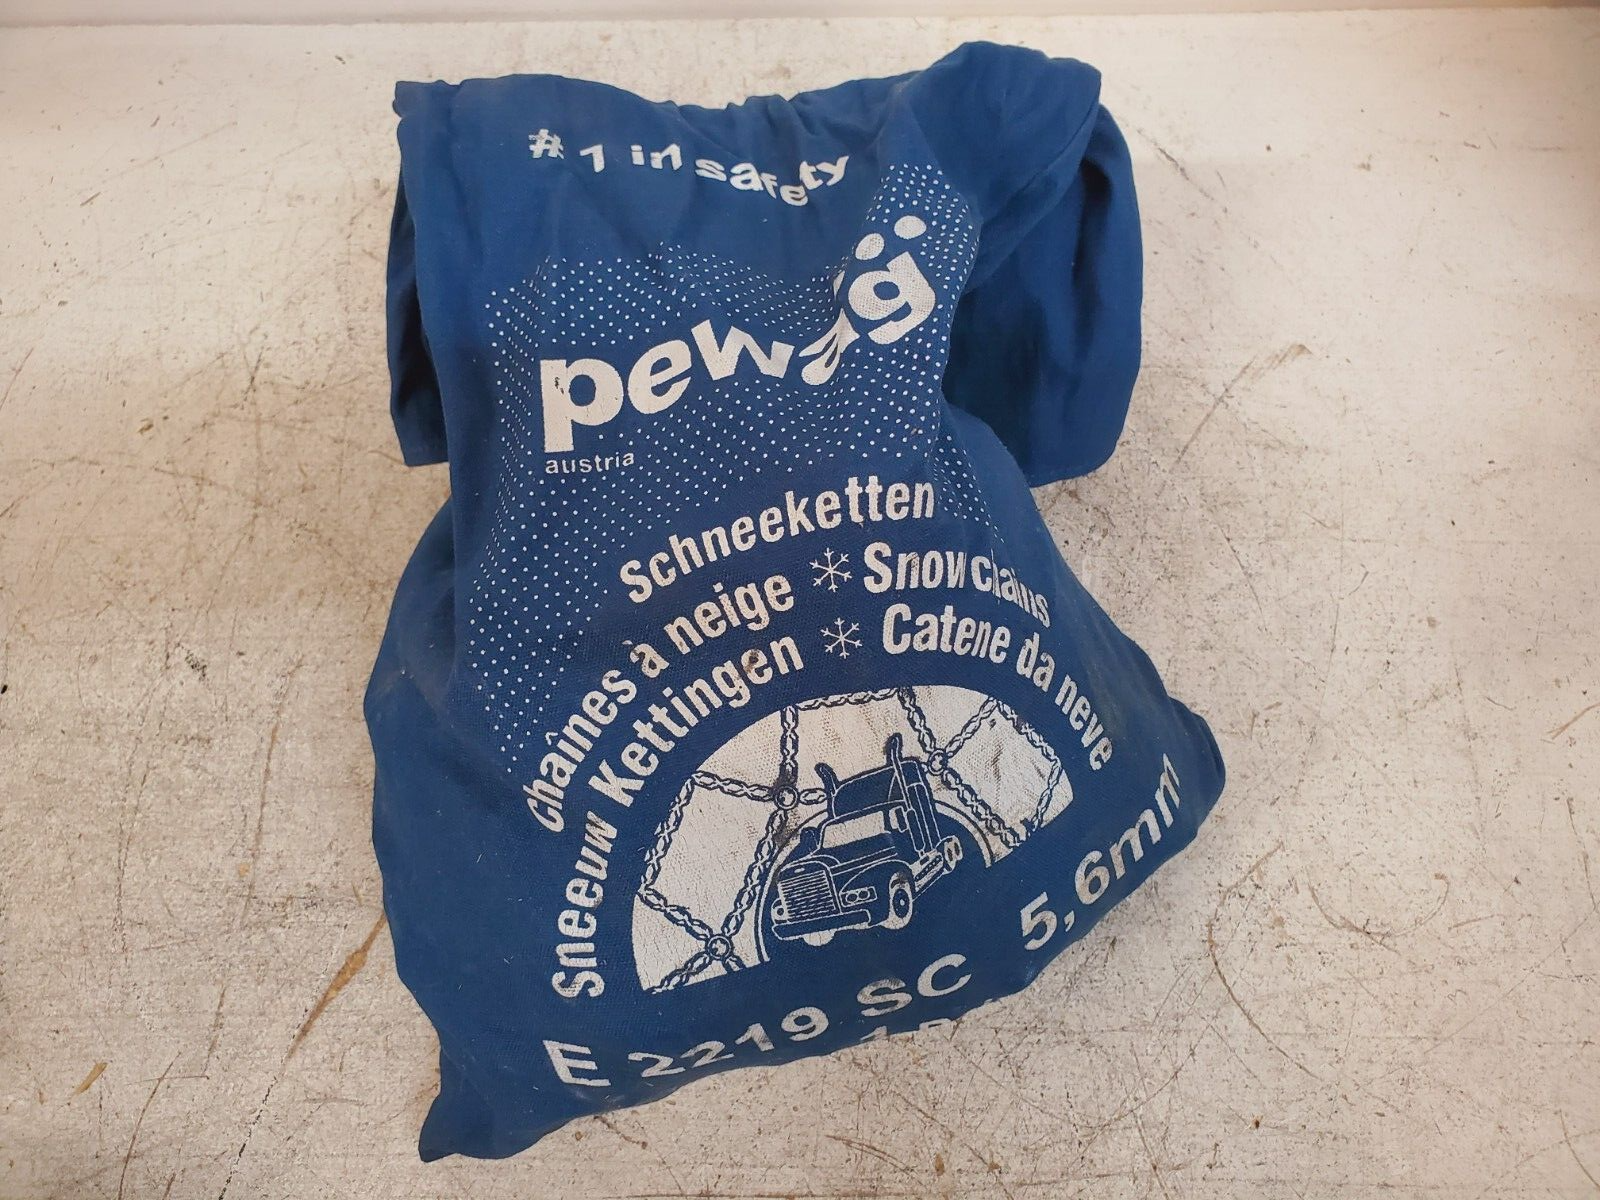 #1 in safety
pewag
austria
Schneeketten
Chaînes à neige Snow chains
Sneeuw Kettingen Catene da neve
E 2219 SC 5,6mm